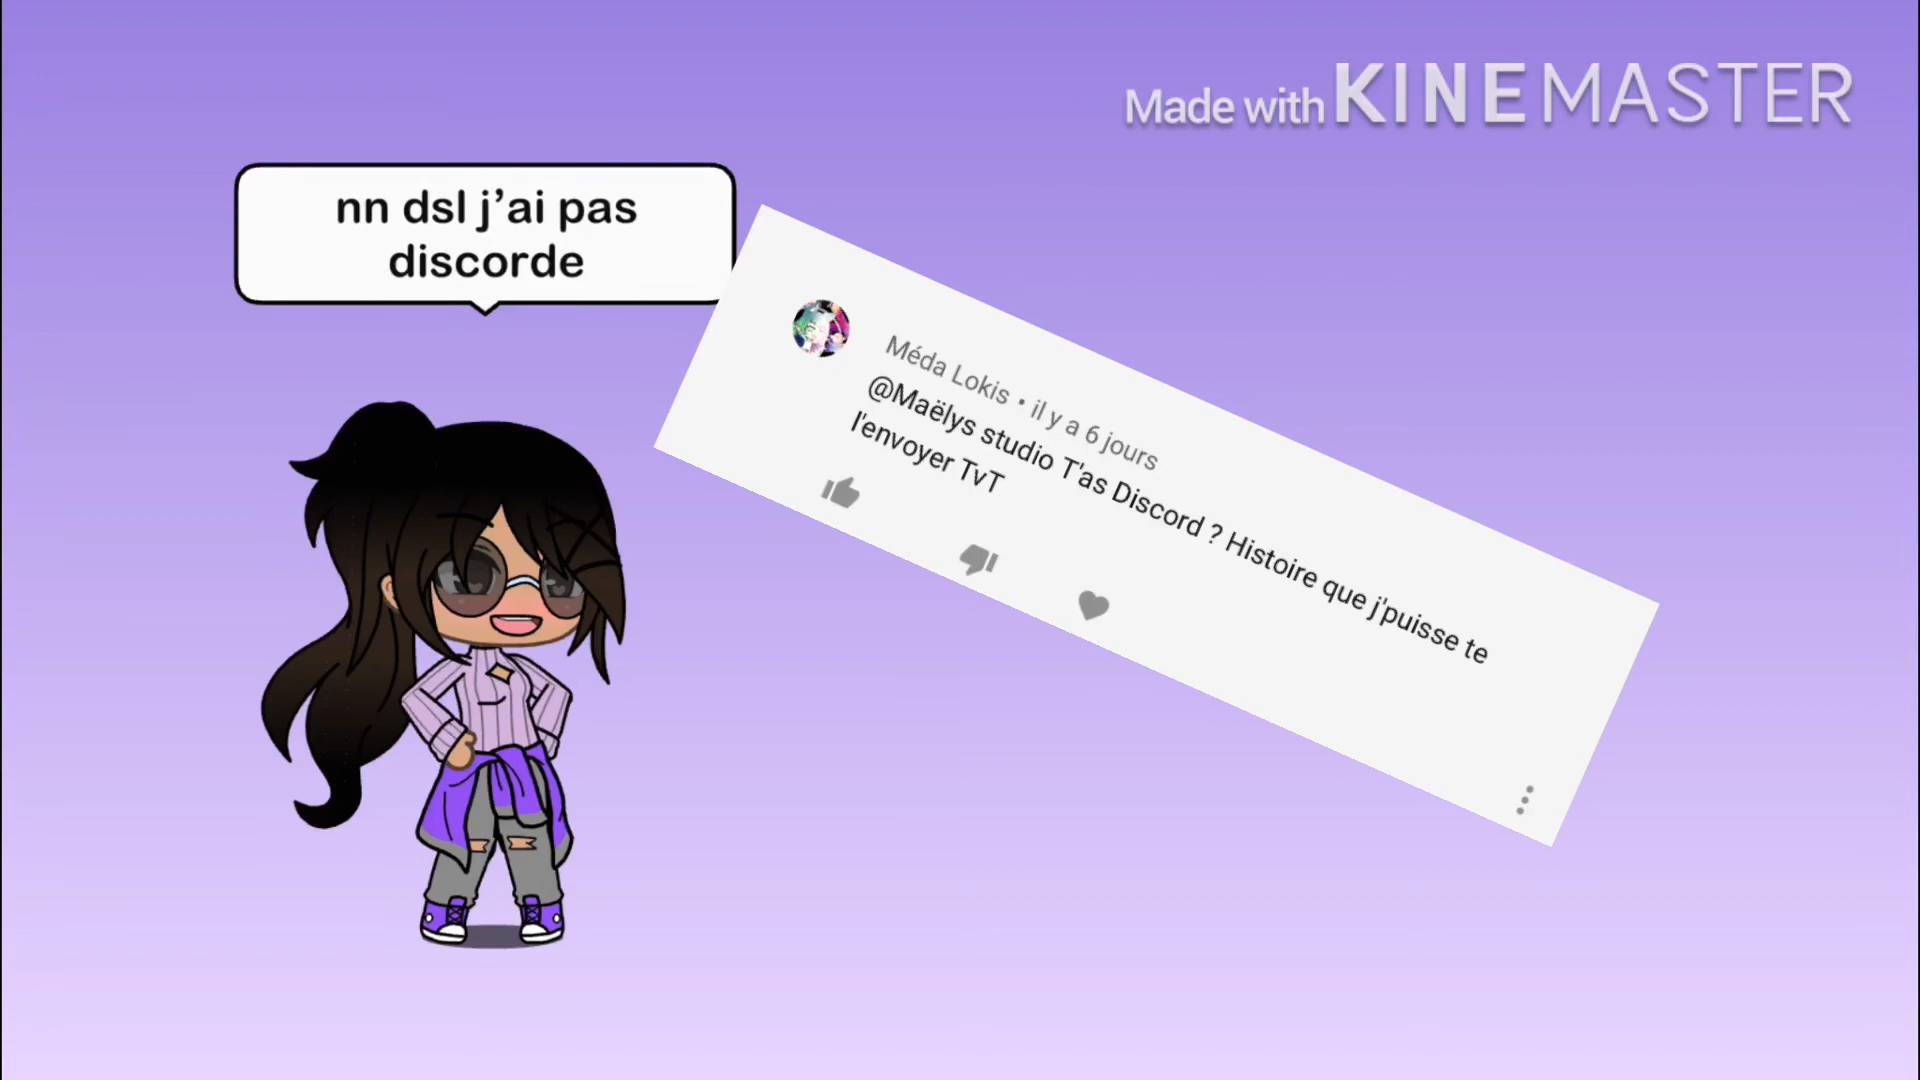 Made with KINEMASTER
nn dsl j’ai pas
discorde
Méda Lokis • il y a 6 jours
@Maëlys studio T'as Discord ? Histoire que j'puisse te
l'envoyer TvT